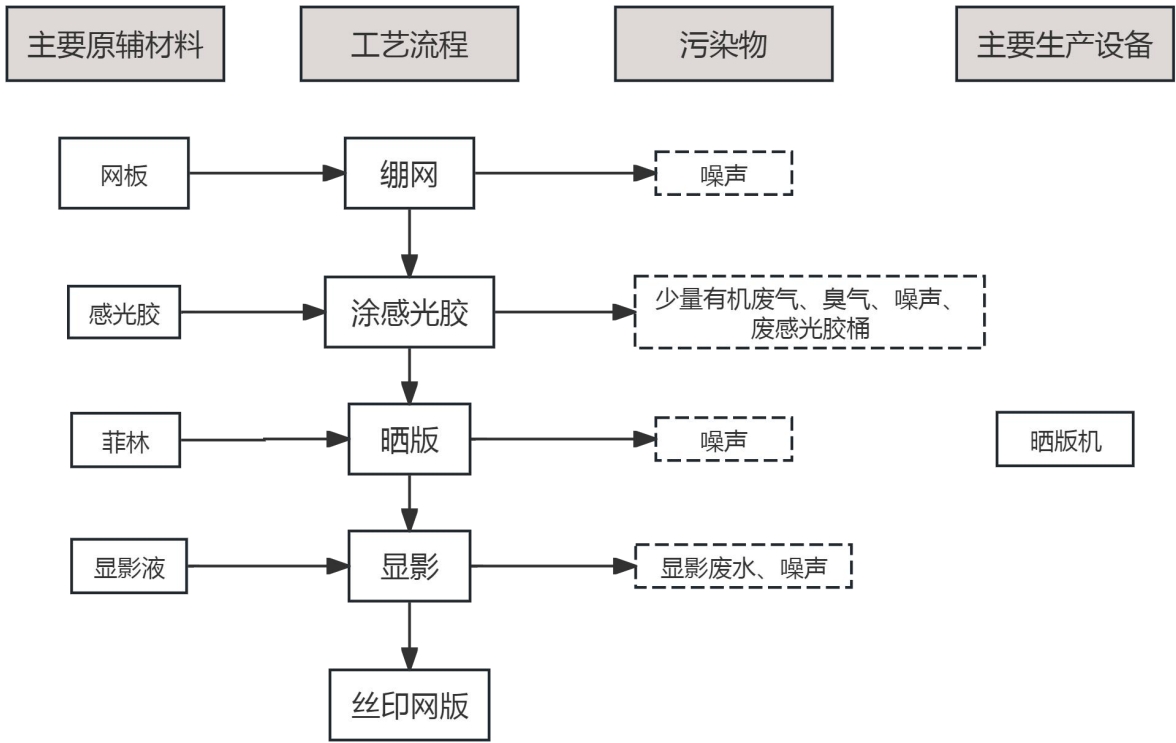 主要原辅材料
工艺流程
污染物
主要生产设备
网板
绷网
噪声
感光胶
涂感光胶
少量有机废气、臭气、噪声、
废感光胶桶
菲林
晒版
噪声
晒版机
显影液
显影
显影废水、噪声
丝印网版